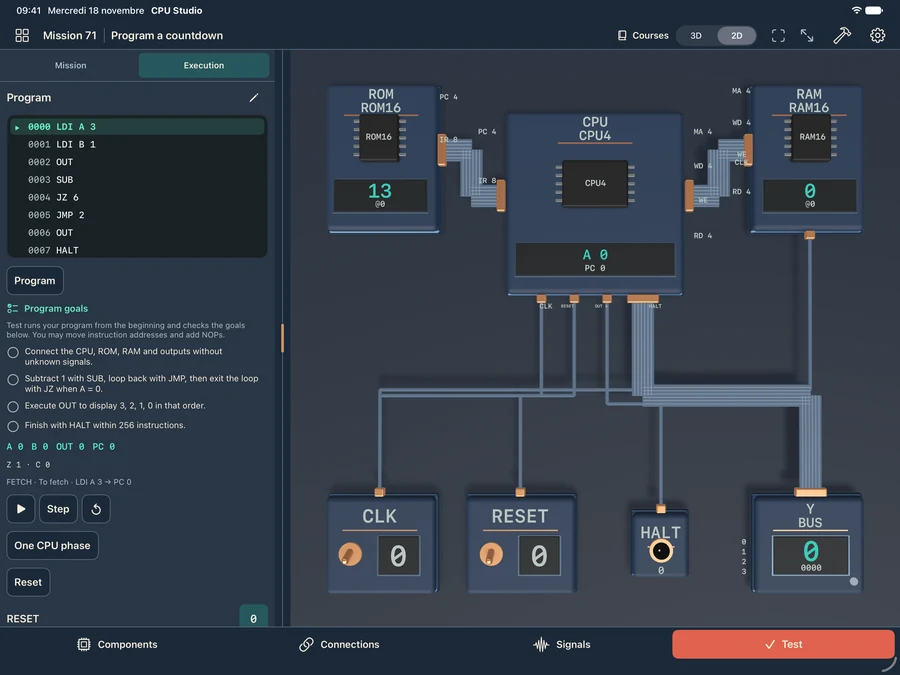 09:41 Mercredi 18 novembre CPU Studio
Mission 71 Program a countdown
Courses 3D 2D
Mission Execution
Program
0000 LDI A 3
0001 LDI B 1
0002 OUT
0003 SUB
0004 JZ 6
0005 JMP 2
0006 OUT
0007 HALT
Program
Program goals
Test runs your program from the beginning and checks the goals
below. You may move instruction addresses and add NOPs.
Connect the CPU, ROM, RAM and outputs without
unknown signals.
Subtract 1 with SUB, loop back with JMP, then exit the loop
with JZ when A = 0.
Execute OUT to display 3, 2, 1, 0 in that order.
Finish with HALT within 256 instructions.
A 0 B 0 OUT 0 PC 0
Z 1 · C 0
FETCH · To fetch · LDI A 3 → PC 0
Step
One CPU phase
Reset
RESET 0
ROM
ROM16
ROM16
13
@0
PC 4
IR 8
PC 4
IR 8
CPU
CPU4
CPU4
A 0
PC 0
CLK RESET OUT 4 HALT
MA 4
WD 4
WE
RD 4
MA 4
WD 4
WE
CLK
RD 4
RAM
RAM16
RAM16
0
@0
CLK
0
RESET
0
HALT
0
Y
BUS
0
1
2
3
0
0000
Components Connections Signals Test